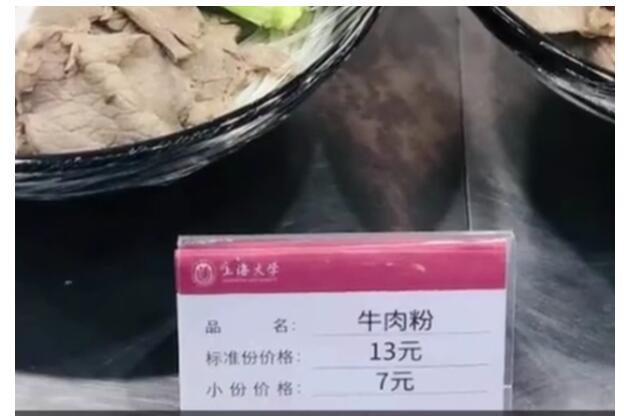 上海大学
品 名: 牛肉粉
标准份价格: 13元
小份价格: 7元